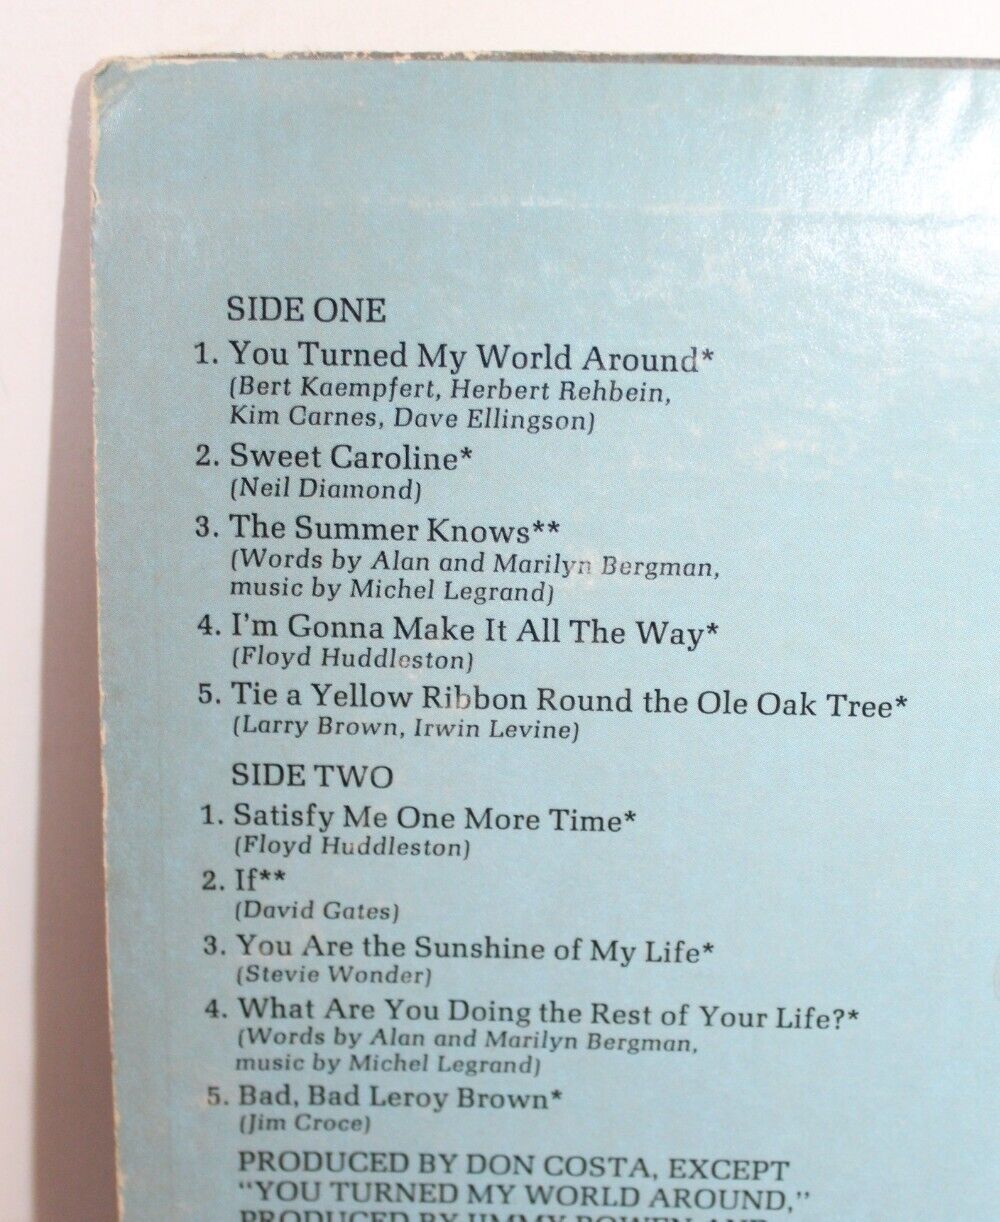 SIDE ONE
1. You Turned My World Around*
(Bert Kaempfert, Herbert Rehbein,
Kim Carnes, Dave Ellingson)
2. Sweet Caroline*
(Neil Diamond)
3. The Summer Knows**
(Words by Alan and Marilyn Bergman,
music by Michel Legrand)
4. I'm Gonna Make It All The Way*
(Floyd Huddleston)
5. Tie a Yellow Ribbon Round the Ole Oak Tree*
(Larry Brown, Irwin Levine)
SIDE TWO
1. Satisfy Me One More Time*
(Floyd Huddleston)
2. If**
(David Gates)
3. You Are the Sunshine of My Life*
(Stevie Wonder)
4. What Are You Doing the Rest of Your Life?*
(Words by Alan and Marilyn Bergman,
music by Michel Legrand)
5. Bad, Bad Leroy Brown*
(Jim Croce)
PRODUCED BY DON COSTA, EXCEPT
"YOU TURNED MY WORLD AROUND,"
PRODUCED BY JIMMY BOWEN AND